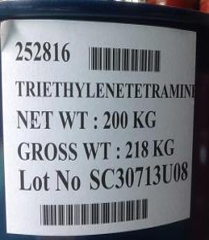 252816
TRIETHYLENETETRAMINE
NET WT : 200 KG
GROSS WT : 218 KG
Lot No SC30713U08